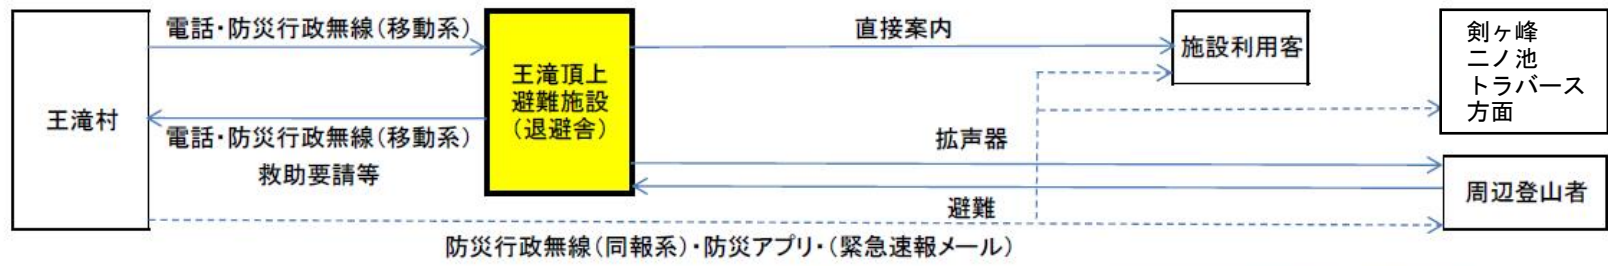 電話・防災行政無線(移動系)
直接案内
王滝村
王滝頂上
避難施設
(退避舎)
施設利用客
剣ヶ峰
二ノ池
トラバース
方面
電話・防災行政無線(移動系)
救助要請等
拡声器
避難
周辺登山者
防災行政無線(同報系)・防災アプリ・(緊急速報メール)